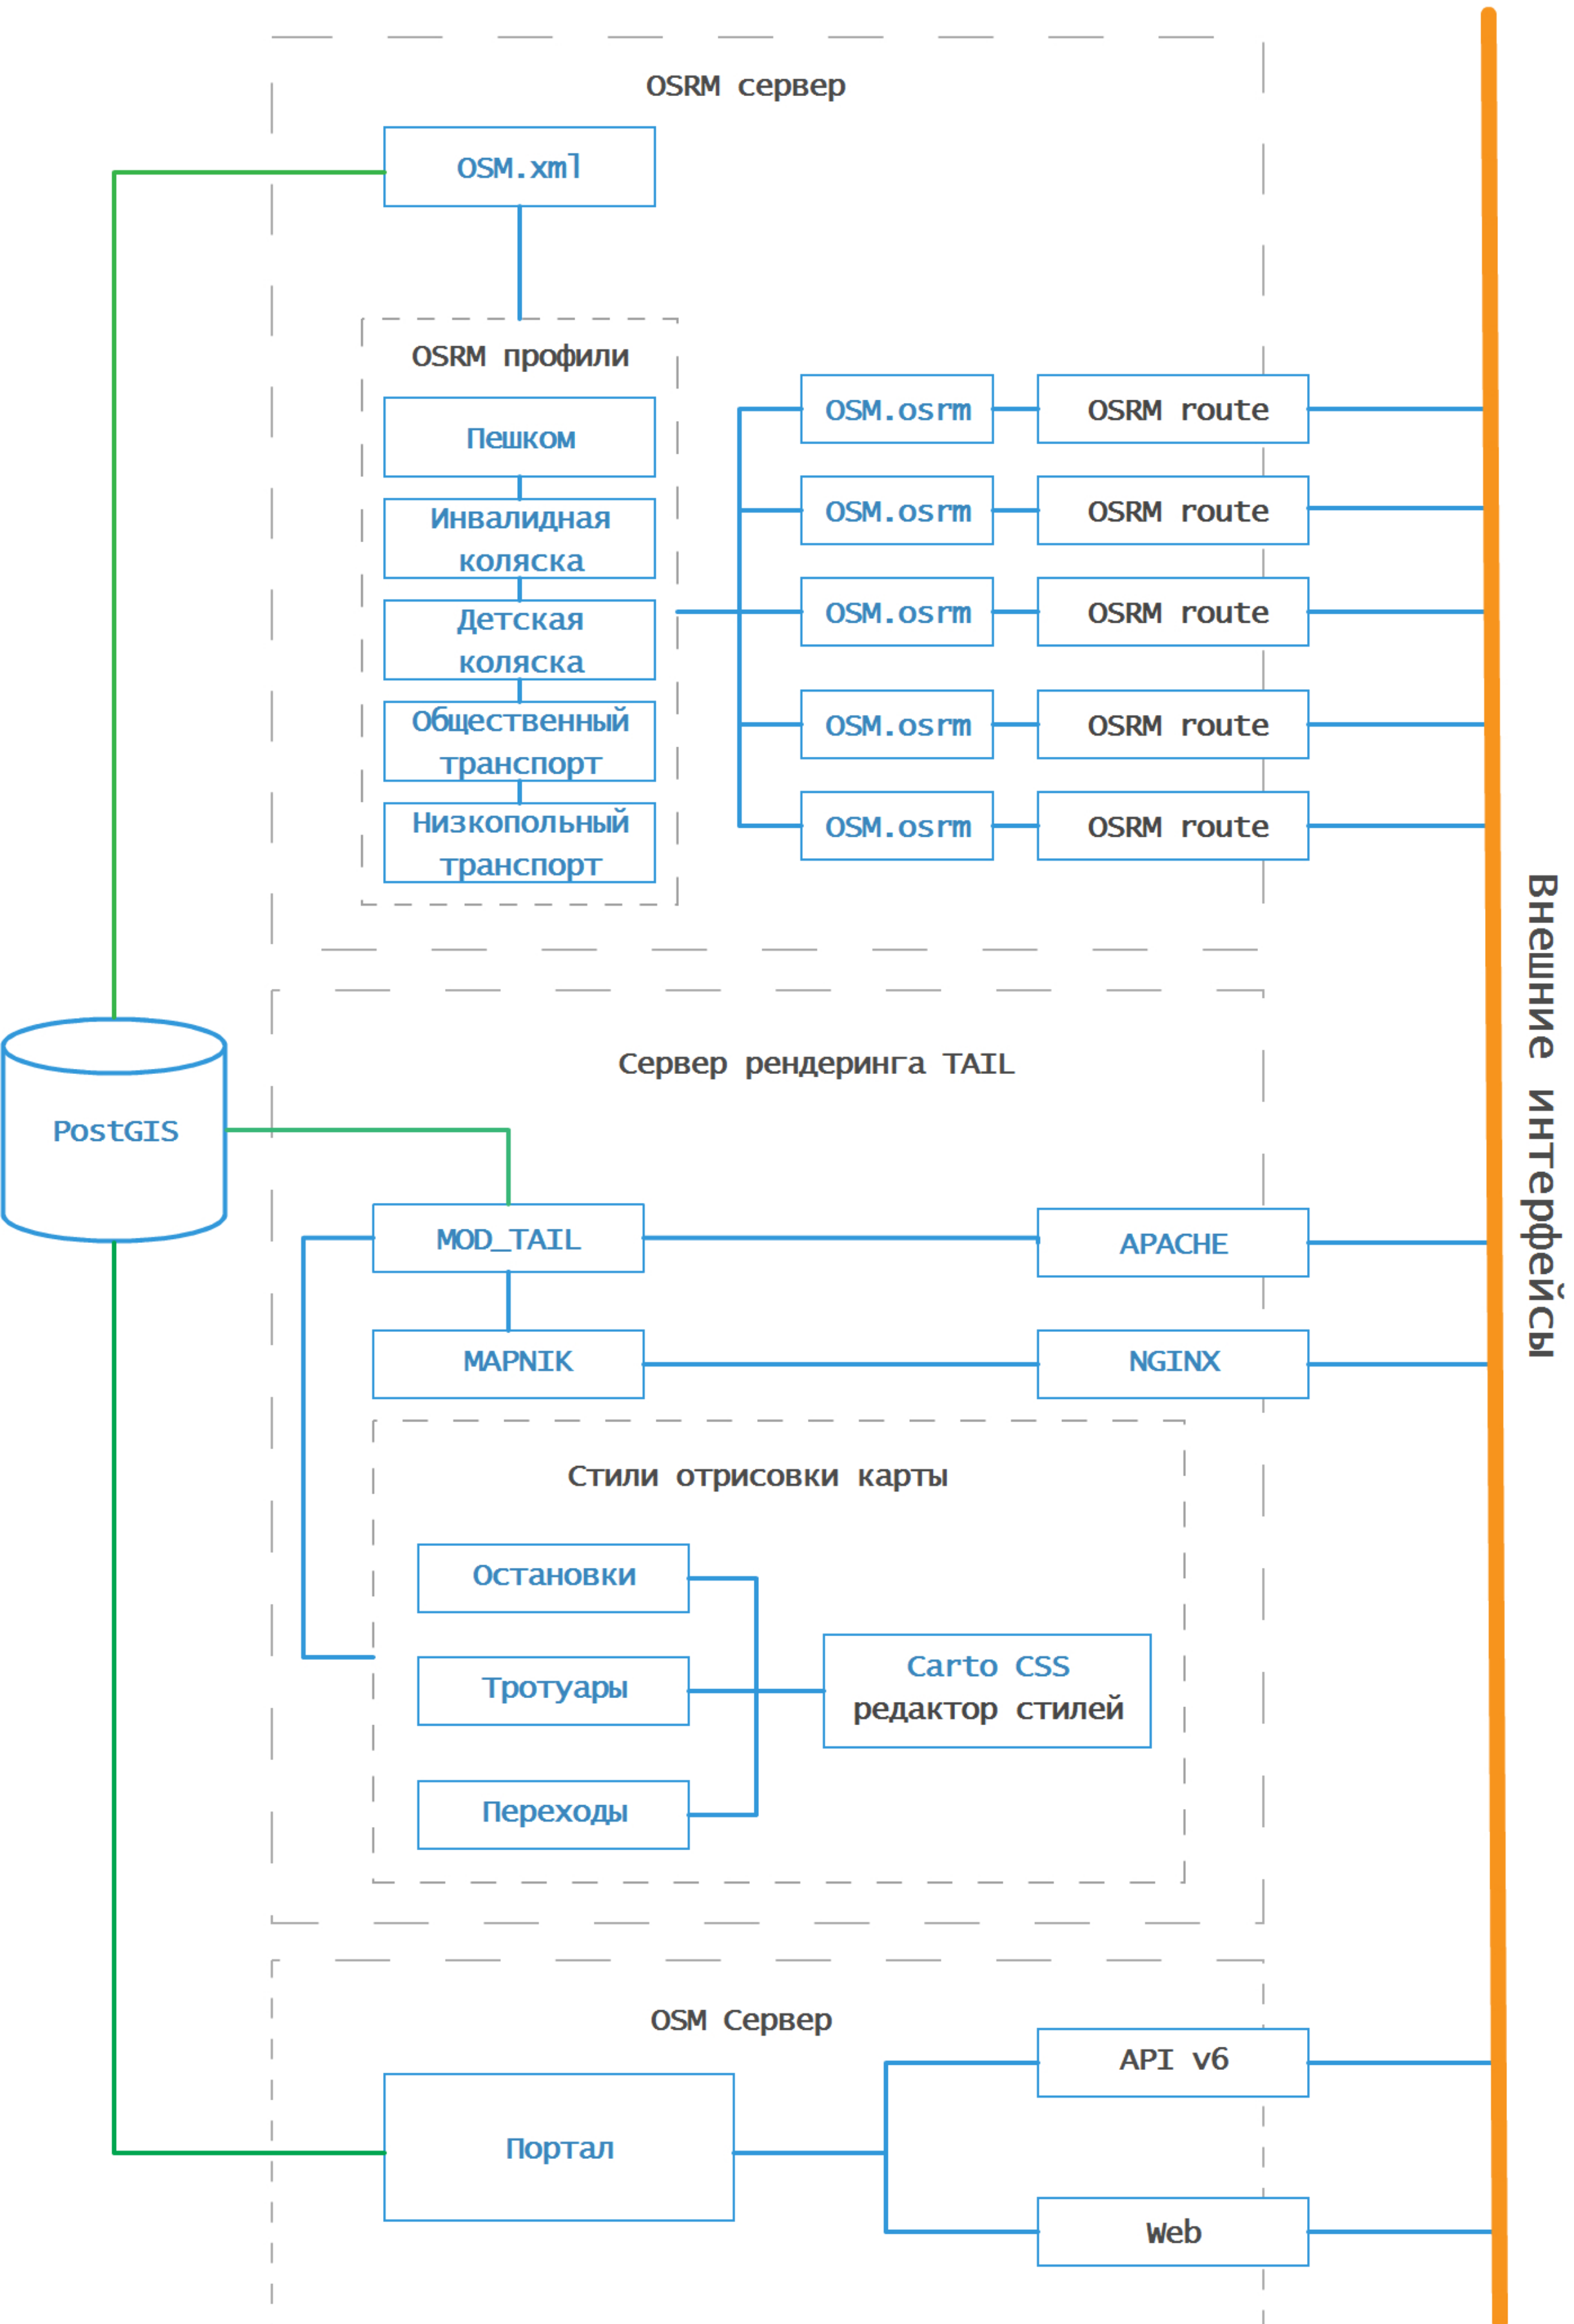 OSRM сервер
OSM.xml
OSRM профили
Пешком
Инвалидная
коляска
Детская
коляска
Общественный
транспорт
Низкопольный
транспорт
OSM.osrm
OSRM route
OSM.osrm
OSRM route
OSM.osrm
OSRM route
OSM.osrm
OSRM route
OSM.osrm
OSRM route
Внешние интерфейсы
PostGIS
Сервер рендеринга TAIL
MOD_TAIL
APACHE
MAPNIK
NGINX
Стили отрисовки карты
Остановки
Тротуары
Переходы
Carto CSS
редактор стилей
OSM Сервер
Портал
API v6
Web